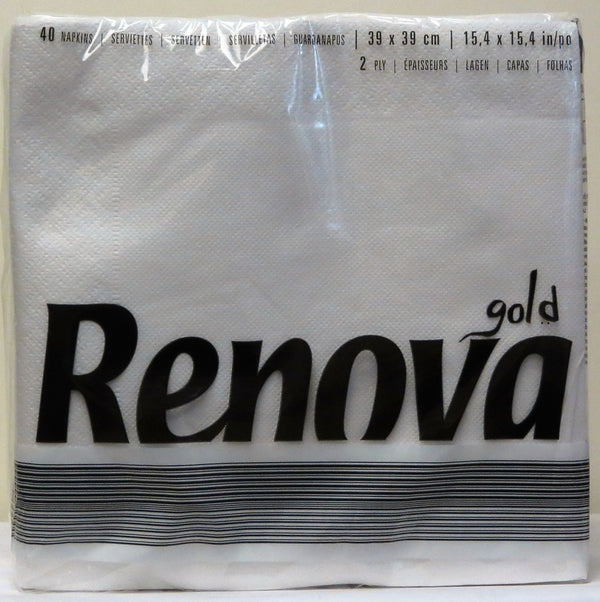 40 NAPKINS | SERVIETTES | SERVETTEN | SERVILLETAS | GUARDANAPOS | 39 x 39 cm | 15,4 x 15,4 in/po
2 PLY | ÉPAISSEURS | LAGEN | CAPAS | FOLHAS
gold
Renova